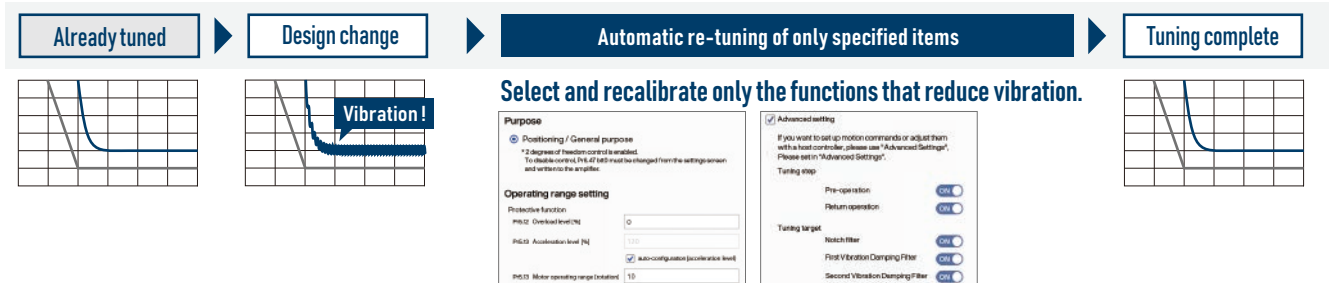 Already tuned
Design change
Automatic re-tuning of only specified items
Tuning complete
Vibration !
Select and recalibrate only the functions that reduce vibration.
Purpose
Positioning / General purpose
* 2 degrees of freedom control is enabled.
To disable control, Pr6.47 bit0 must be changed from the settings screen
and written to the amplifier.
Operating range setting
Protective function
Pr5.12 Overload level [%]
0
Acceleration level [%]
auto-configuration (acceleration level)
Motor operating range [rotation]
10
Advanced setting
If you want to set up motion commands or adjust them
with a host controller, please use "Advanced Settings".
Please set in "Advanced Settings".
Tuning step
Pre-operation
ON
Return operation
ON
Tuning target
Notch filter
ON
First Vibration Damping Filter
ON
Second Vibration Damping Filter
ON